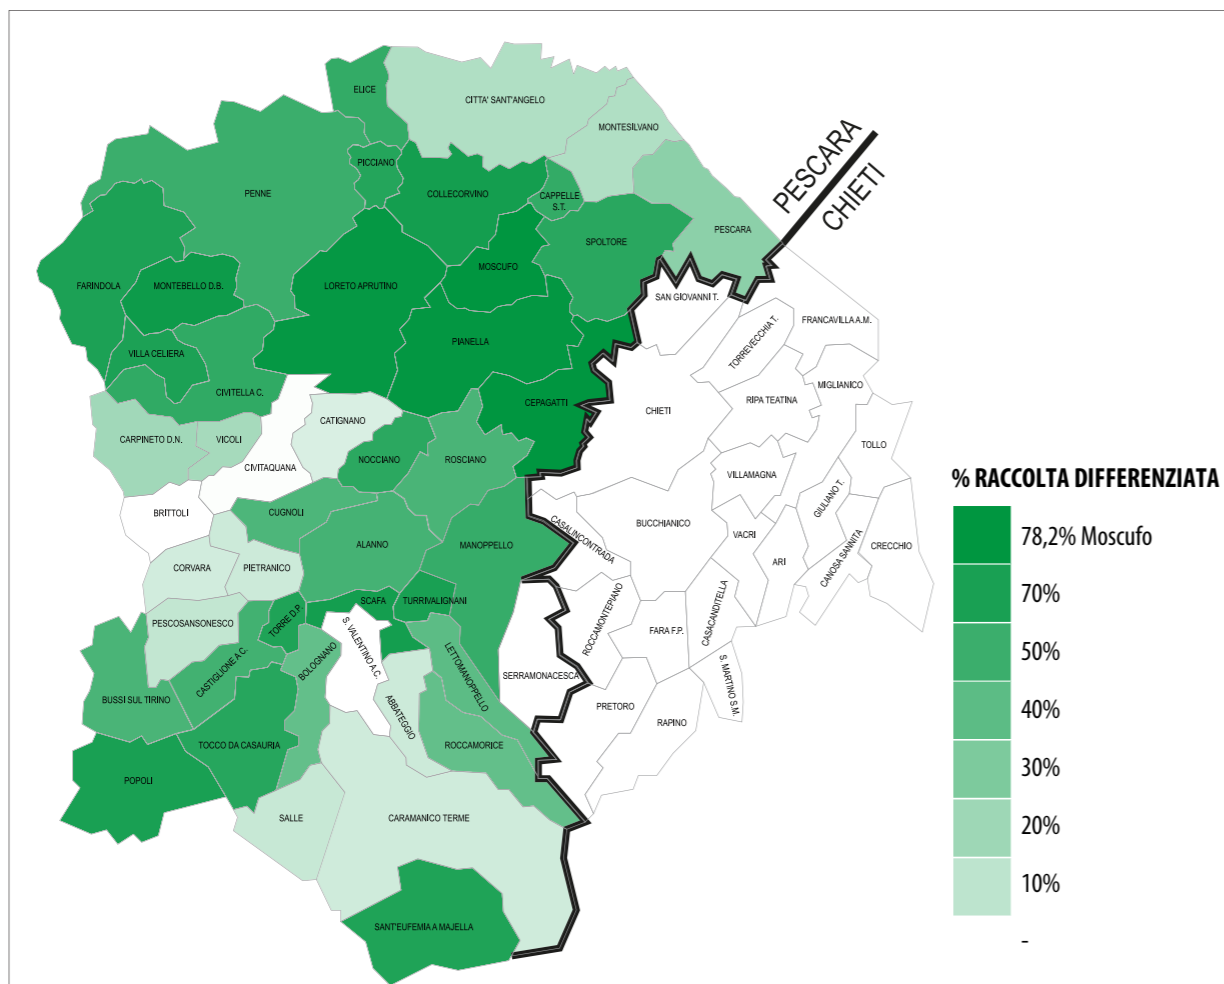 ELICE
CITTA' SANT'ANGELO
MONTESILVANO
PESCARA
CHIETI
PICCIANO
PENNE
COLLECORVINO
CAPPELLE
S.T.
SPOLTORE
PESCARA
MOSCUFO
FARINDOLA
MONTEBELLO D.B.
LORETO APRUTINO
SAN GIOVANNI T.
TORREVECCHIA T.
FRANCAVILLA A.M.
VILLA CELIERA
PIANELLA
CIVITELLA C.
CEPAGATTI
CHIETI
RIPA TEATINA
MIGLIANICO
CARPINETO D.N.
VICOLI
CATIGNANO
CIVITAQUANA
NOCCIANO
ROSCIANO
TOLLO
VILLAMAGNA
GIULIANO T.
BRITTOLI
CUGNOLI
ALANNO
MANOPPELLO
CASALINCONTRADA
BUCCHIANICO
VACRI
ARI
CANOSA SANNITA
CRECCHIO
CORVARA
PIETRANICO
PESCOSANSONESCO
TORRE D.P.
SCAFA
TURRIVALIGNANI
S. VALENTINO A.C.
ROCCAMONTEPIANO
FARA F.P.
CASACANDITELLA
BUSSI SUL TIRINO
CASTIGLIONE A C.
BOLOGNANO
ABBATEGGIO
LETTOMANOPPELLO
SERRAMONACESCA
S. MARTINO S.M.
PRETORO
RAPINO
POPOLI
TOCCO DA CASAURIA
ROCCAMORICE
SALLE
CARAMANICO TERME
SANT'EUFEMIA A MAJELLA
% RACCOLTA DIFFERENZIATA
78,2% Moscufo
70%
50%
40%
30%
20%
10%
-